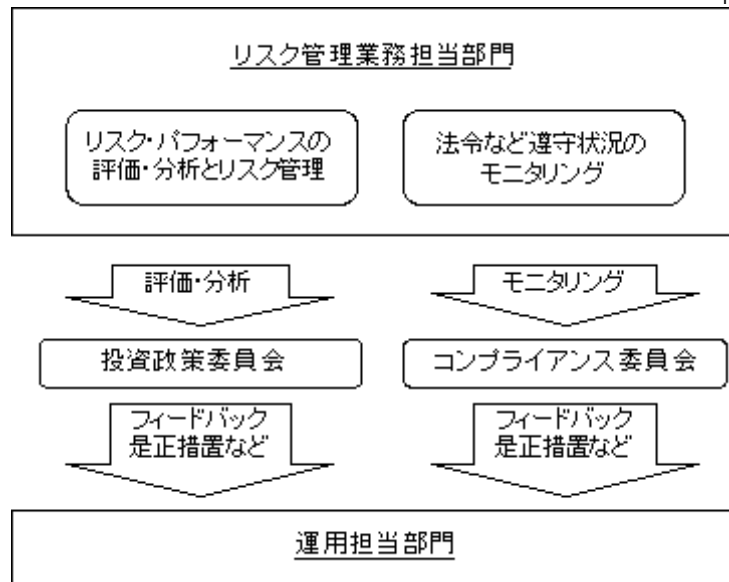 リスク管理業務担当部門
リスク・パフォーマンスの
評価・分析とリスク管理
法令など遵守状況の
モニタリング
評価・分析
モニタリング
投資政策委員会
コンプライアンス委員会
フィードバック
是正措置など
フィードバック
是正措置など
運用担当部門